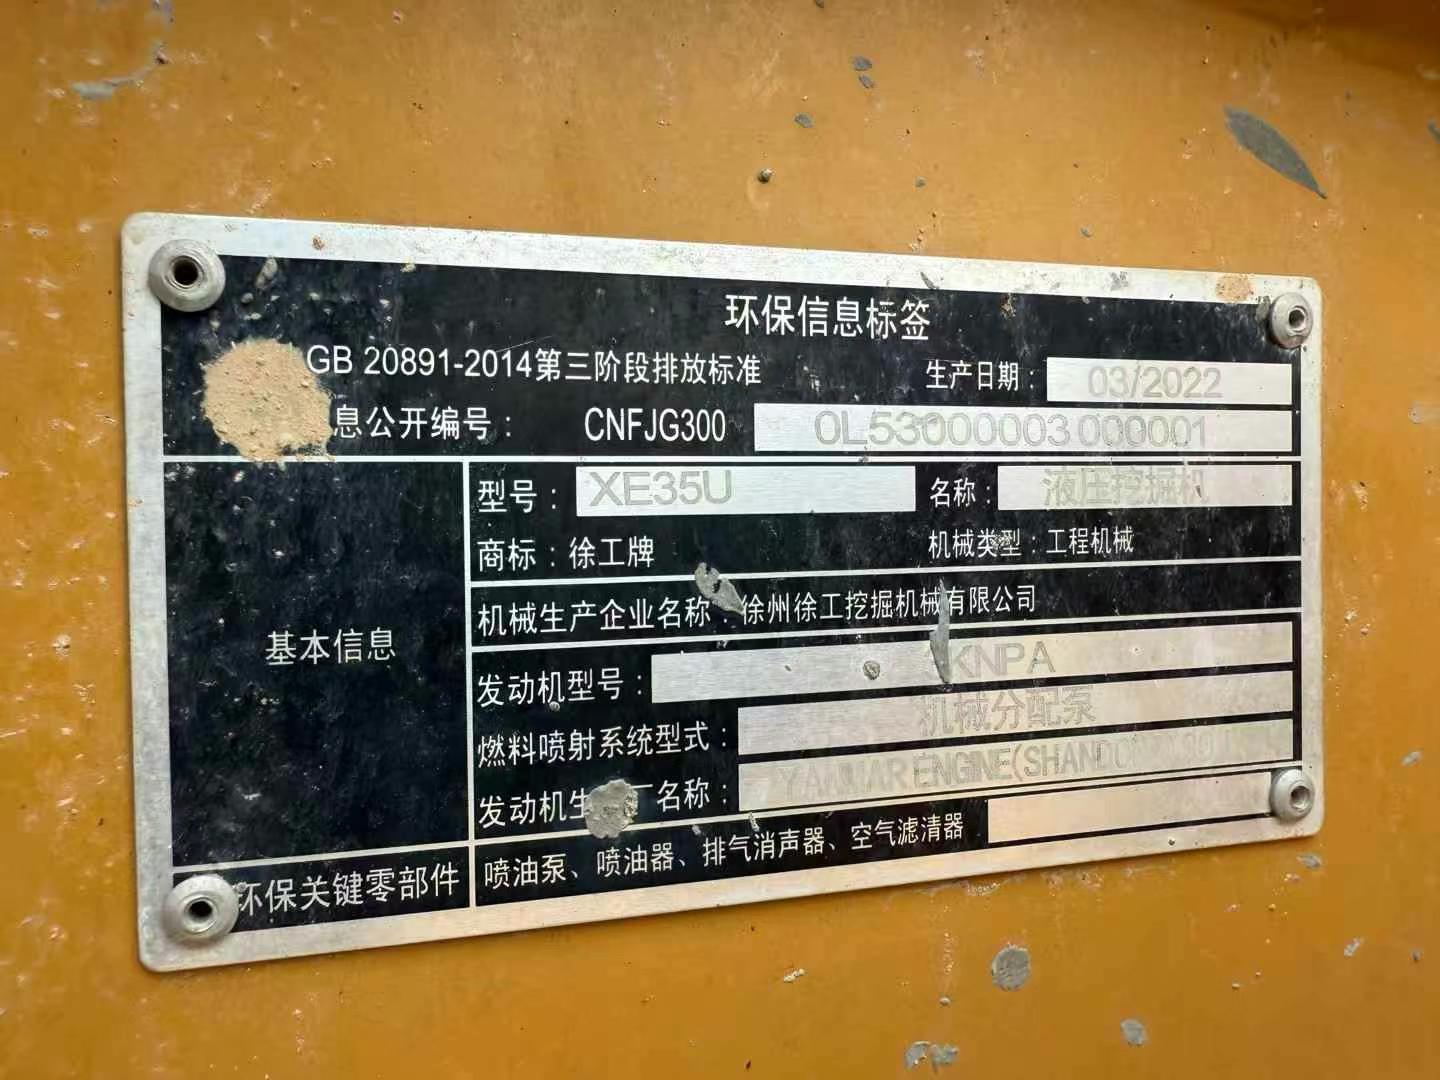 环保信息标签
GB 20891-2014第三阶段排放标准 生产日期：03/2022
息公开编号： CNFJG300 0L53000003000001
基本信息
型号：XE35U 名称：液压挖掘机
商标：徐工牌 机械类型：工程机械
机械生产企业名称：徐州徐工挖掘机械有限公司
发动机型号： KNPA
燃料喷射系统型式：机械分配泵
发动机生 厂名称：YANMAR ENGINE(SHANDONG)
环保关键零部件 喷油泵、喷油器、排气消声器、空气滤清器